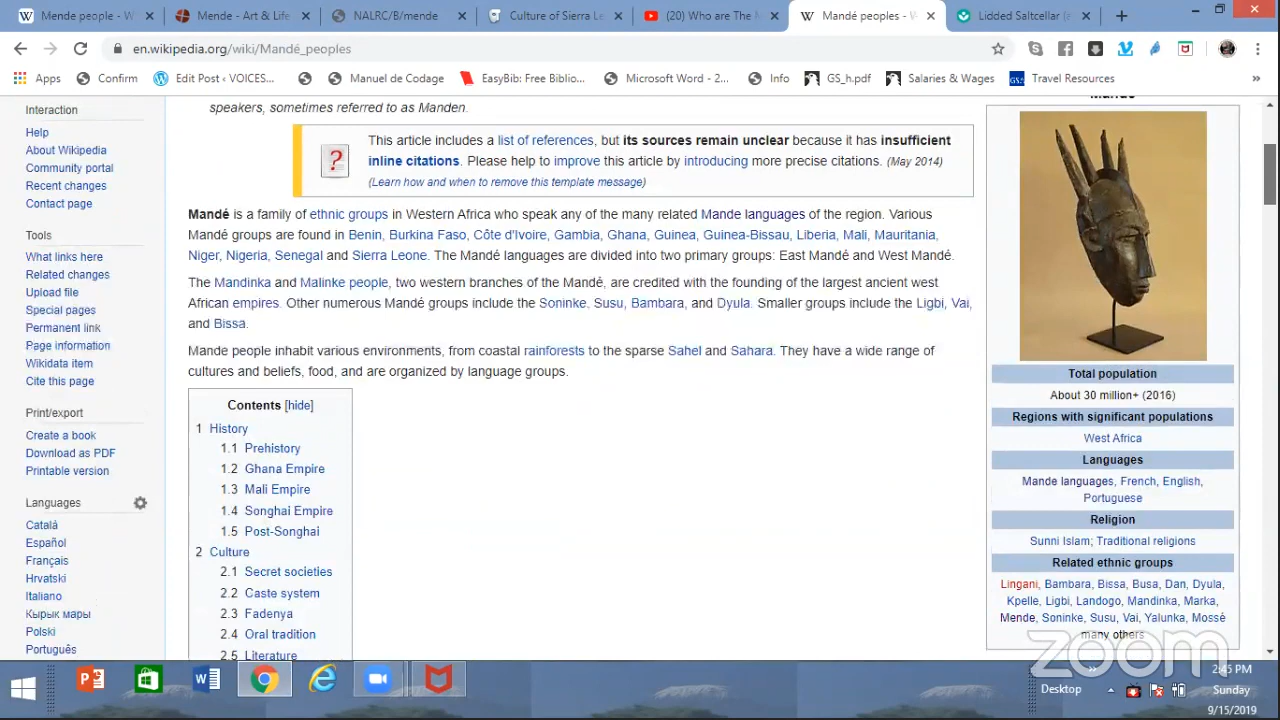 Mende people - W
Mende - Art & Life
NALRC/B/mende
Culture of Sierra Le
(20) Who are The M
Mandé peoples - W
Lidded Saltcellar (a
en.wikipedia.org/wiki/Mandé_peoples
Apps
Confirm
Edit Post ‹ VOICES...
Manuel de Codage
EasyBib: Free Biblio...
Microsoft Word - 2...
Info
GS_h.pdf
Salaries & Wages
Travel Resources
Interaction
Help
About Wikipedia
Community portal
Recent changes
Contact page
Tools
What links here
Related changes
Upload file
Special pages
Permanent link
Page information
Wikidata item
Cite this page
Print/export
Create a book
Download as PDF
Printable version
Languages
Català
Español
Français
Hrvatski
Italiano
Кырык мары
Polski
Português
speakers, sometimes referred to as Manden.
This article includes a list of references, but its sources remain unclear because it has insufficient
inline citations. Please help to improve this article by introducing more precise citations. (May 2014)
(Learn how and when to remove this template message)
Mandé is a family of ethnic groups in Western Africa who speak any of the many related Mande languages of the region. Various
Mandé groups are found in Benin, Burkina Faso, Côte d'Ivoire, Gambia, Ghana, Guinea, Guinea-Bissau, Liberia, Mali, Mauritania,
Niger, Nigeria, Senegal and Sierra Leone. The Mandé languages are divided into two primary groups: East Mandé and West Mandé.
The Mandinka and Malinke people, two western branches of the Mandé, are credited with the founding of the largest ancient west
African empires. Other numerous Mandé groups include the Soninke, Susu, Bambara, and Dyula. Smaller groups include the Ligbi, Vai,
and Bissa.
Mande people inhabit various environments, from coastal rainforests to the sparse Sahel and Sahara. They have a wide range of
cultures and beliefs, food, and are organized by language groups.
Contents [hide]
1 History
1.1 Prehistory
1.2 Ghana Empire
1.3 Mali Empire
1.4 Songhai Empire
1.5 Post-Songhai
2 Culture
2.1 Secret societies
2.2 Caste system
2.3 Fadenya
2.4 Oral tradition
2.5 Literature
Mandé
Total population
About 30 million+ (2016)
Regions with significant populations
West Africa
Languages
Mande languages, French, English,
Portuguese
Religion
Sunni Islam; Traditional religions
Related ethnic groups
Lingani, Bambara, Bissa, Busa, Dan, Dyula,
Kpelle, Ligbi, Landogo, Mandinka, Marka,
Mende, Soninke, Susu, Vai, Yalunka, Mossé
many others
zoom
Desktop
2:45 PM
Sunday
9/15/2019